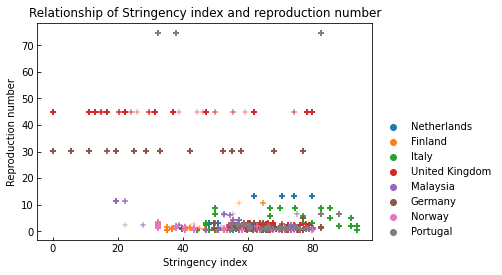 Relationship of Stringency index and reproduction number
Reproduction number
70
60
50
40
30
20
10
0
0
20
40
60
80
Stringency index
Netherlands
Finland
Italy
United Kingdom
Malaysia
Germany
Norway
Portugal